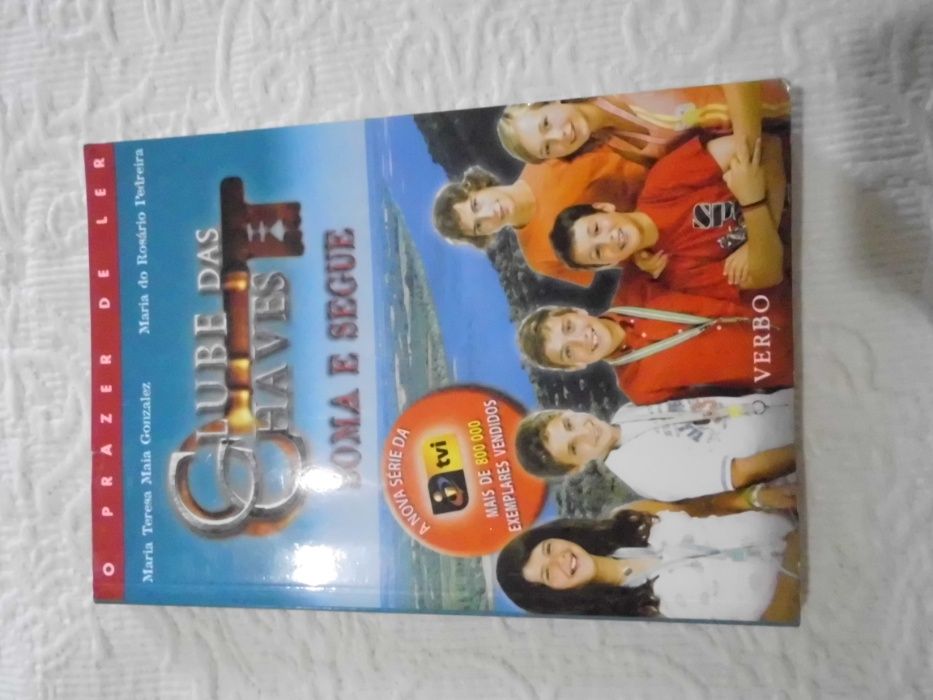 O PRAZER DE LER
Maria Teresa Maia Gonzalez Maria do Rosário Pedreira
CLUBE DAS
CHAVES
SOMA E SEGUE
A NOVA SÉRIE DA
tvi
MAIS DE 800 000
EXEMPLARES VENDIDOS
VERBO